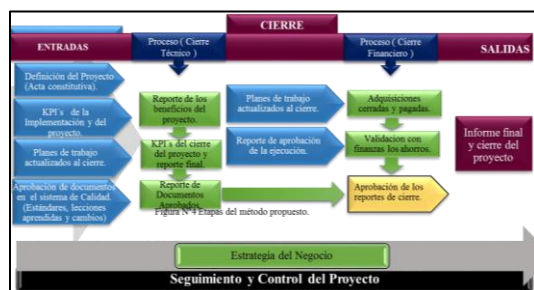 CIERRE
ENTRADAS
Proceso ( Cierre
Técnico )
Proceso ( Cierre
Financiero )
SALIDAS
Definición del Proyecto
(Acta constitutiva).
KPI´s de la
Implementación y del
proyecto.
Planes de trabajo
actualizados al cierre.
Aprobación de documentos
en el sistema de Calidad.
(Estándares, lecciones
aprendidas y cambios)
Reporte de los
beneficios del
proyecto.
KPI´s del cierre
del proyecto y
reporte final.
Reporte de
Documentos
Aprobados.
Figura N°4 Etapas del método propuesto.
Planes de trabajo
actualizados al cierre.
Reporte de aprobación
de la ejecución.
Adquisiciones
cerradas y pagadas.
Validacion con
finanzas los ahorros.
Aprobación de los
reportes de cierre.
Informe final
y cierre del
proyecto
Estrategia del Negocio
Seguimiento y Control del Proyecto